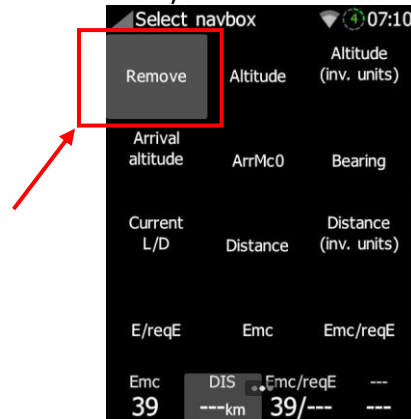 Select navbox 4 07:10
Remove Altitude Altitude
(inv. units)
Arrival
altitude ArrMc0 Bearing
Current
L/D Distance Distance
(inv. units)
E/reqE Emc Emc/reqE
Emc DIS Emc/reqE ---
39 ---km 39/--- ---